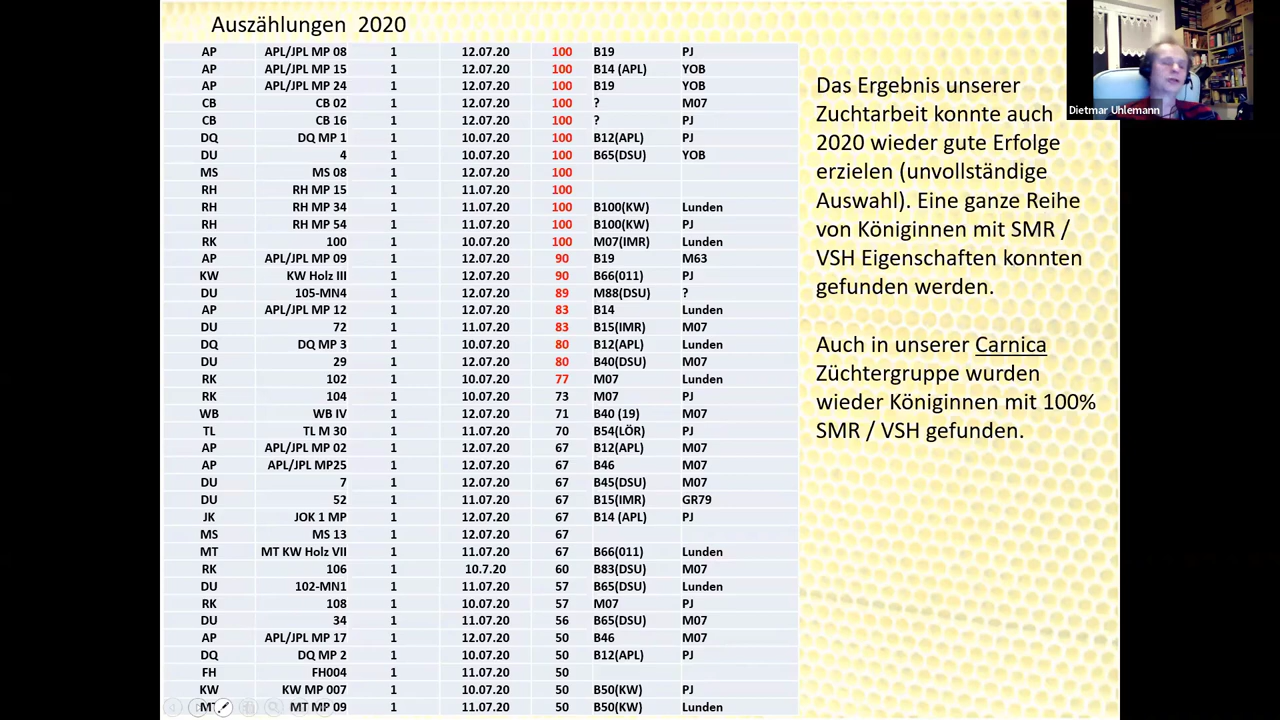 Auszählungen 2020
AP APL/JPL MP 08 1 12.07.20 100 B19 PJ
AP APL/JPL MP 15 1 12.07.20 100 B14 (APL) YOB
AP APL/JPL MP 24 1 12.07.20 100 B19 YOB
CB CB 02 1 12.07.20 100 ? M07
CB CB 16 1 12.07.20 100 ? PJ
DQ DQ MP 1 1 10.07.20 100 B12(APL) PJ
DU 4 1 10.07.20 100 B65(DSU) YOB
MS MS 08 1 12.07.20 100
RH RH MP 15 1 11.07.20 100
RH RH MP 34 1 11.07.20 100 B100(KW) Lunden
RH RH MP 54 1 11.07.20 100 B100(KW) PJ
RK 100 1 10.07.20 100 M07(IMR) Lunden
AP APL/JPL MP 09 1 12.07.20 90 B19 M63
KW KW Holz III 1 12.07.20 90 B66(011) PJ
DU 105-MN4 1 12.07.20 89 M88(DSU) ?
AP APL/JPL MP 12 1 12.07.20 83 B14 Lunden
DU 72 1 11.07.20 83 B15(IMR) M07
DQ DQ MP 3 1 10.07.20 80 B12(APL) Lunden
DU 29 1 12.07.20 80 B40(DSU) M07
RK 102 1 10.07.20 77 M07 Lunden
RK 104 1 10.07.20 73 M07 PJ
WB WB IV 1 12.07.20 71 B40 (19) M07
TL TL M 30 1 11.07.20 70 B54(LÖR) PJ
AP APL/JPL MP 02 1 12.07.20 67 B12(APL) M07
AP APL/JPL MP25 1 12.07.20 67 B46 M07
DU 7 1 12.07.20 67 B45(DSU) M07
DU 52 1 11.07.20 67 B15(IMR) GR79
JK JOK 1 MP 1 12.07.20 67 B14 (APL) PJ
MS MS 13 1 12.07.20 67
MT MT KW Holz VII 1 11.07.20 67 B66(011) Lunden
RK 106 1 10.7.20 60 B83(DSU) M07
DU 102-MN1 1 11.07.20 57 B65(DSU) Lunden
RK 108 1 10.07.20 57 M07 PJ
DU 34 1 11.07.20 56 B65(DSU) M07
AP APL/JPL MP 17 1 12.07.20 50 B46 M07
DQ DQ MP 2 1 10.07.20 50 B12(APL) PJ
FH FH004 1 11.07.20 50
KW KW MP 007 1 10.07.20 50 B50(KW) PJ
MT MT MP 09 1 11.07.20 50 B50(KW) Lunden
Das Ergebnis unserer
Zuchtarbeit konnte auch
2020 wieder gute Erfolge
erzielen (unvollständige
Auswahl). Eine ganze Reihe
von Königinnen mit SMR /
VSH Eigenschaften konnten
gefunden werden.
Auch in unserer Carnica
Züchtergruppe wurden
wieder Königinnen mit 100%
SMR / VSH gefunden.
Dietmar Uhlemann